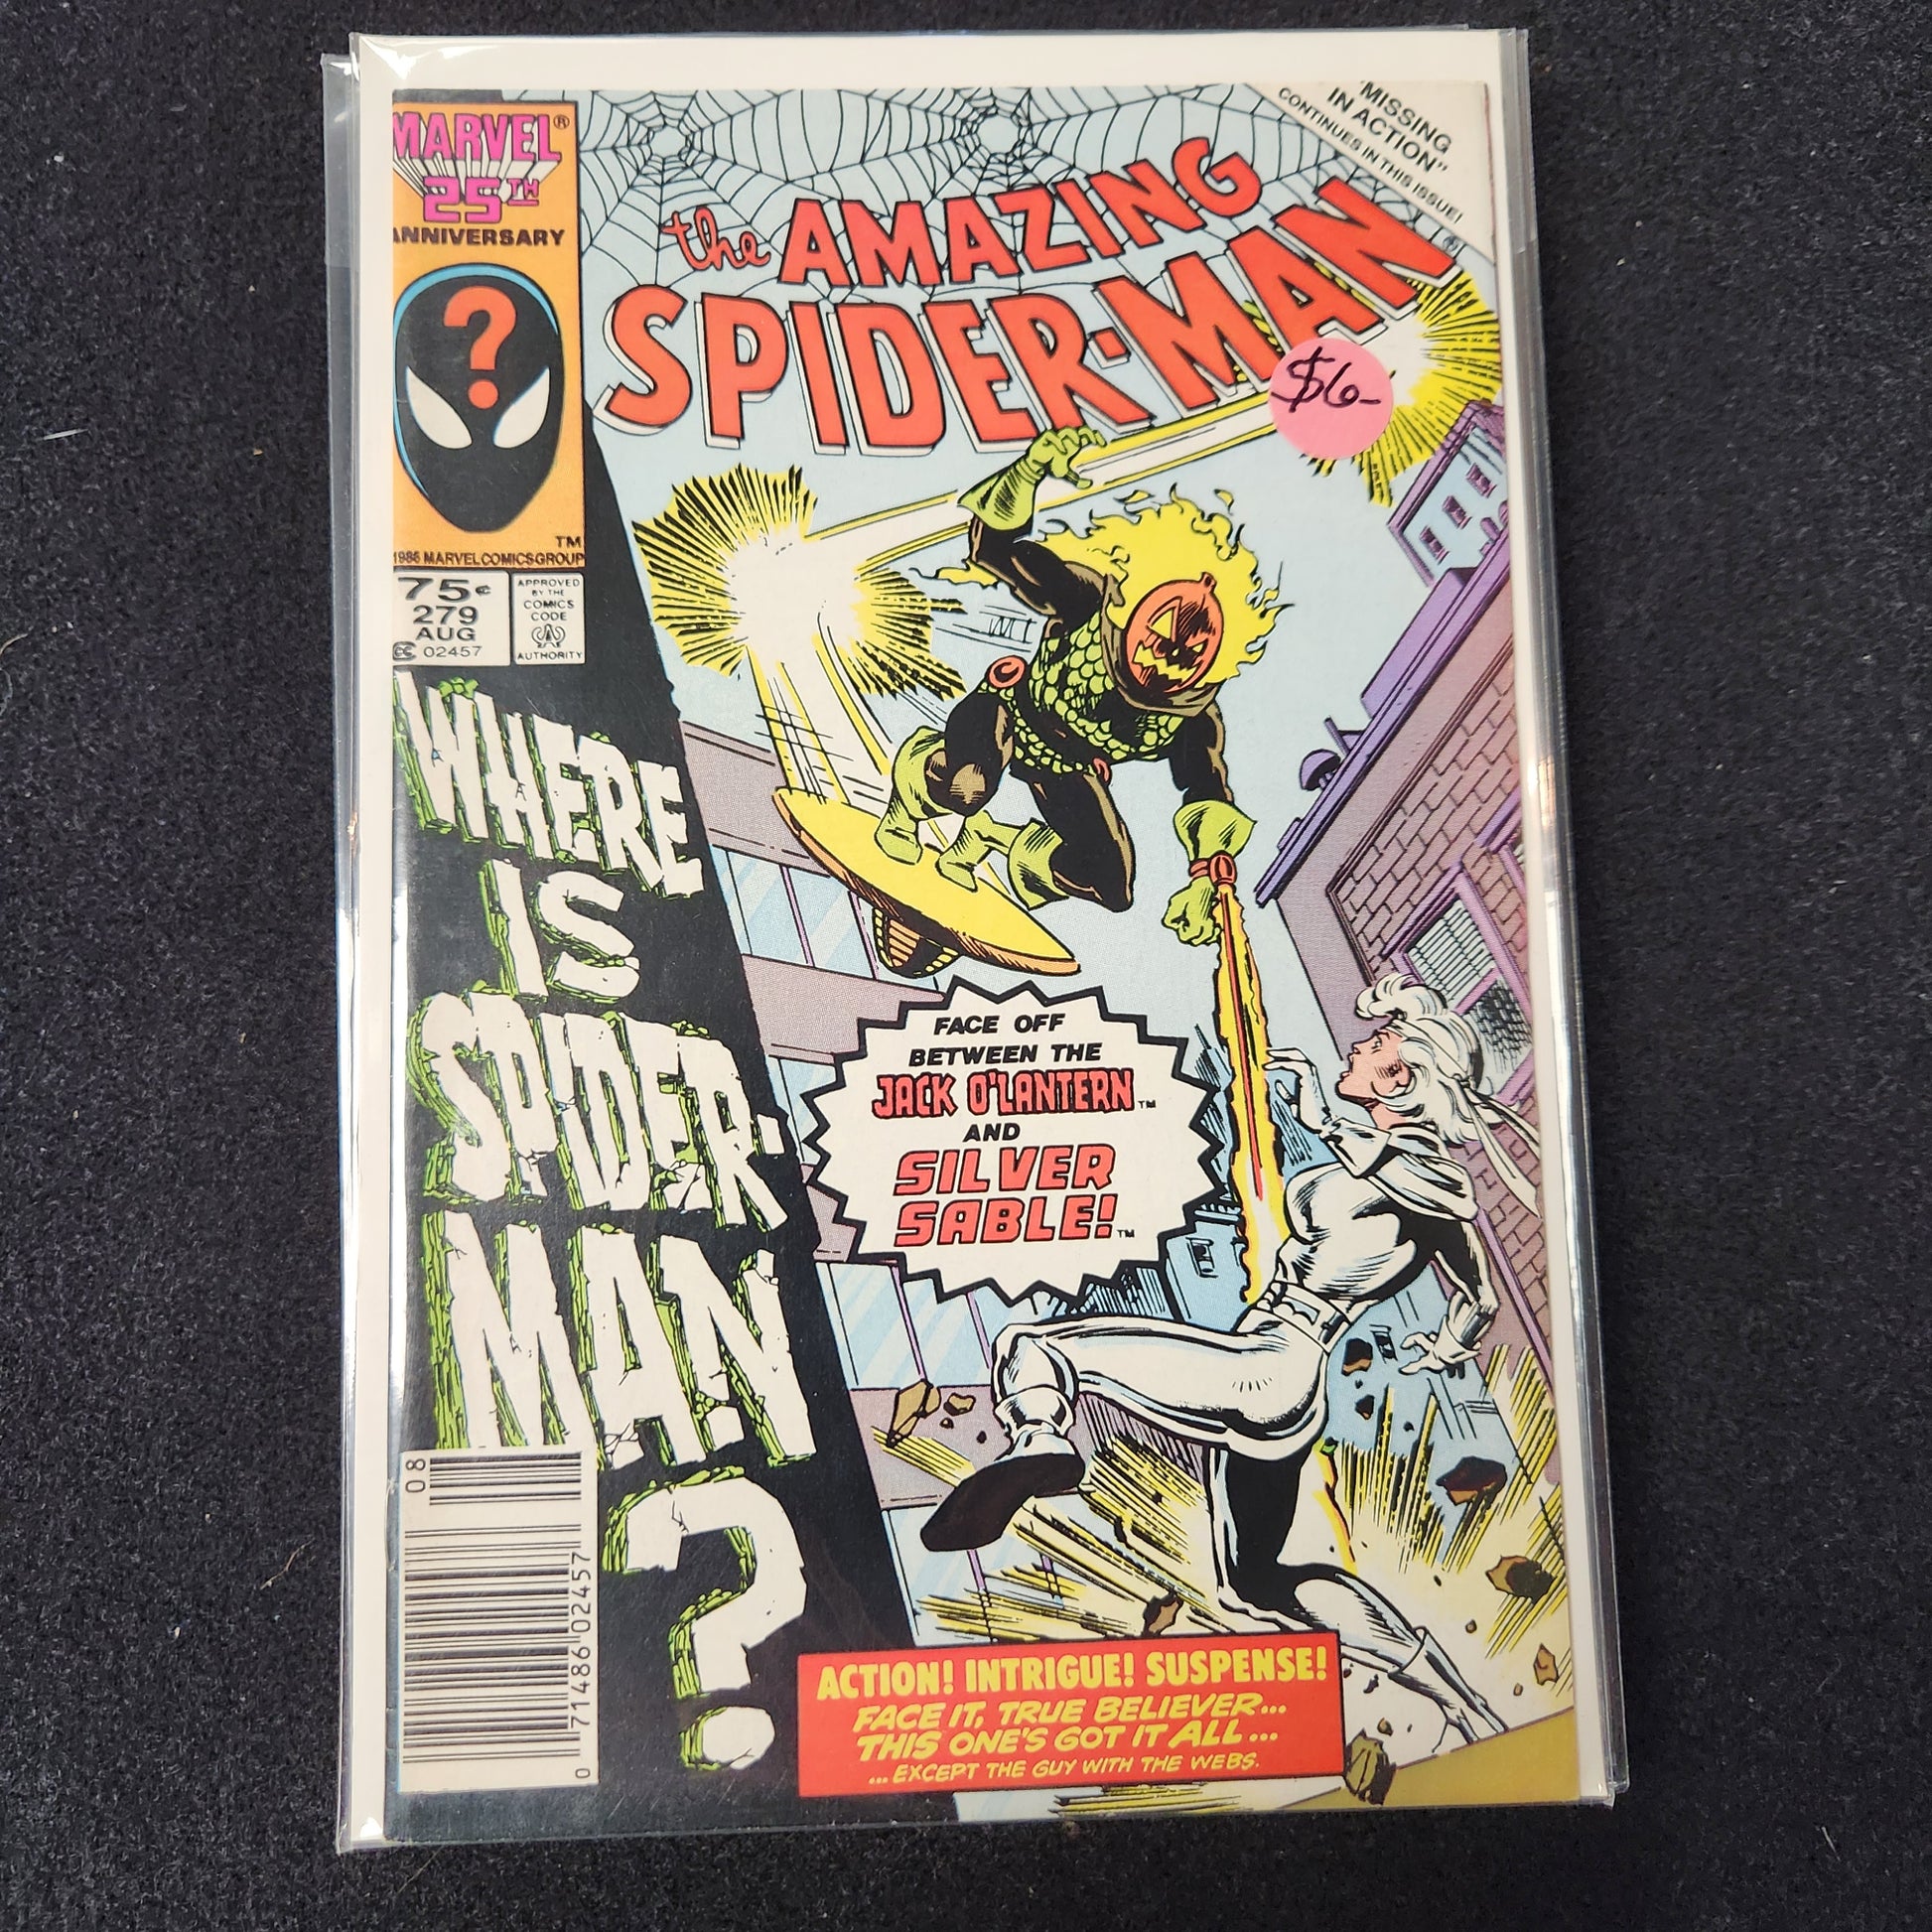 MARVEL®
25TH
ANNIVERSARY
?
TM
1986 MARVEL COMICS GROUP
75¢
279
AUG
CC 02457
APPROVED
BY THE
COMICS
CODE
AUTHORITY
"MISSING
IN ACTION"
CONTINUES IN THIS ISSUE!
the AMAZING
SPIDER-MAN®
$6-
WHERE
IS
SPIDER-
MAN
?
FACE OFF
BETWEEN THE
JACK O'LANTERN™
AND
SILVER
SABLE!™
08
0 71486 02457
ACTION! INTRIGUE! SUSPENSE!
FACE IT, TRUE BELIEVER...
THIS ONE'S GOT IT ALL...
...EXCEPT THE GUY WITH THE WEBS.